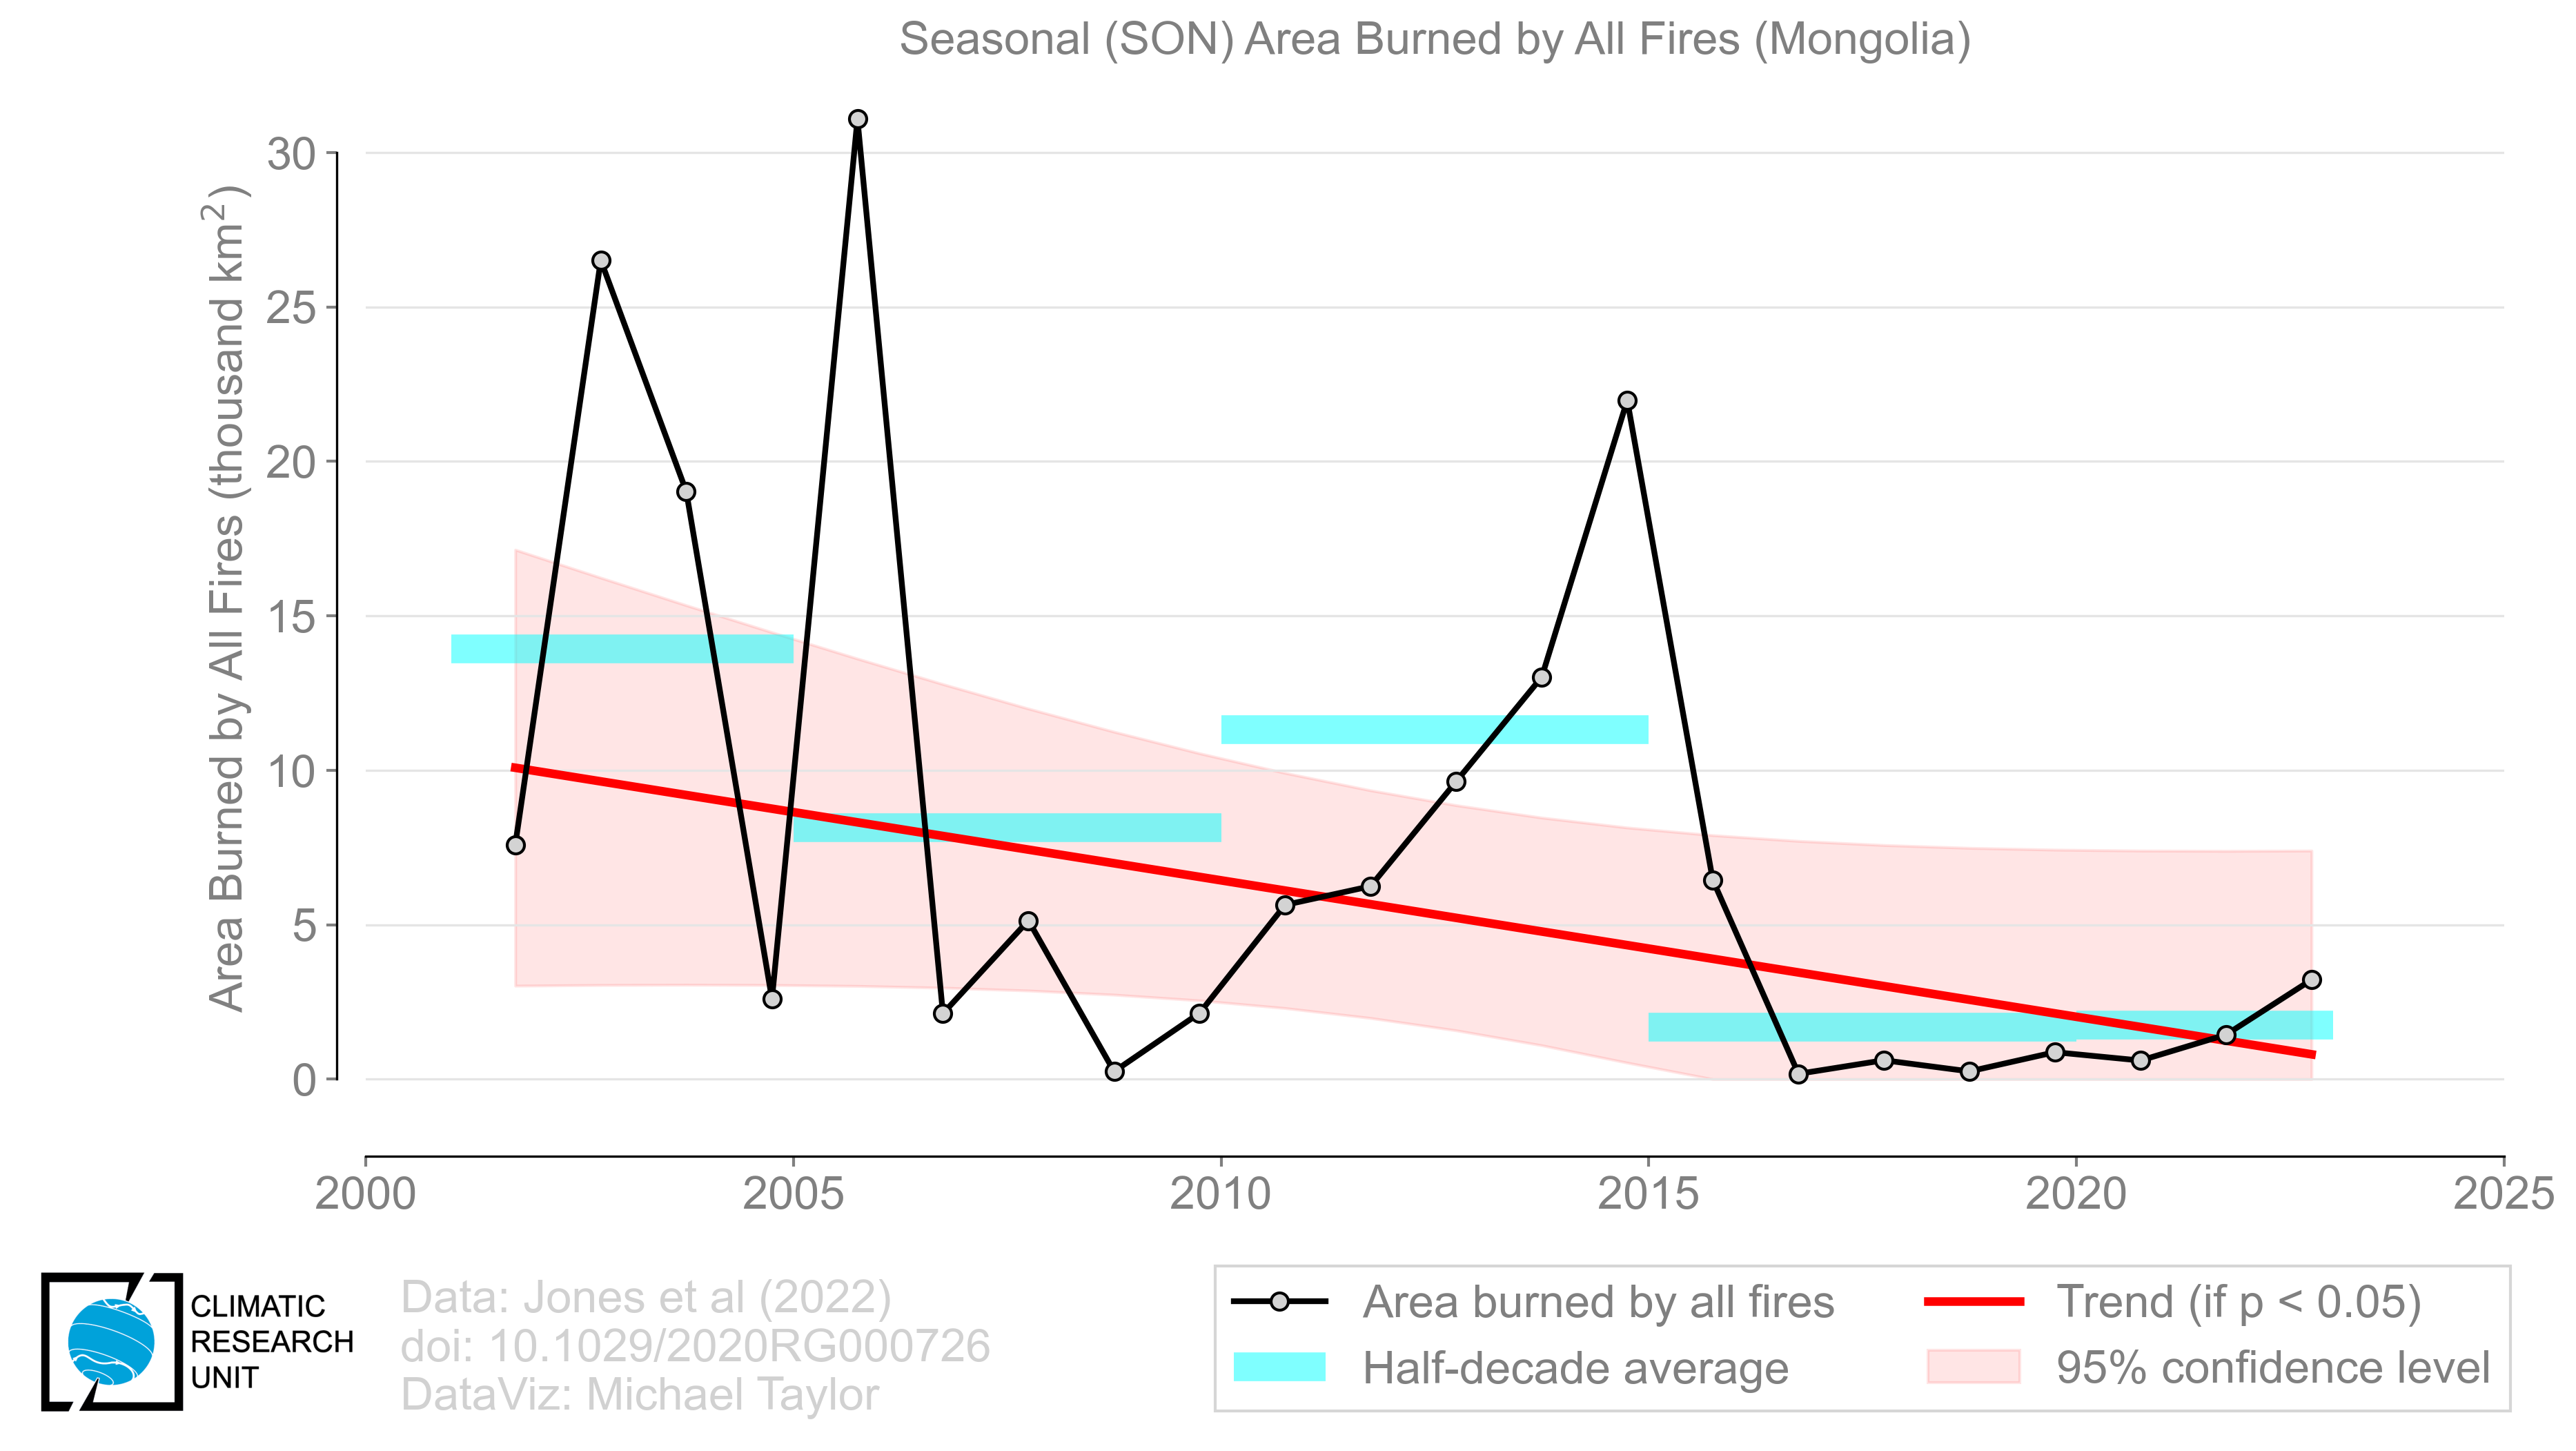 Seasonal (SON) Area Burned by All Fires (Mongolia)
Area Burned by All Fires (thousand km²)
30
25
20
15
10
5
0
2000 2005 2010 2015 2020 2025
CLIMATIC
RESEARCH
UNIT
Data: Jones et al (2022)
doi: 10.1029/2020RG000726
DataViz: Michael Taylor
Area burned by all fires
Half-decade average
Trend (if p < 0.05)
95% confidence level